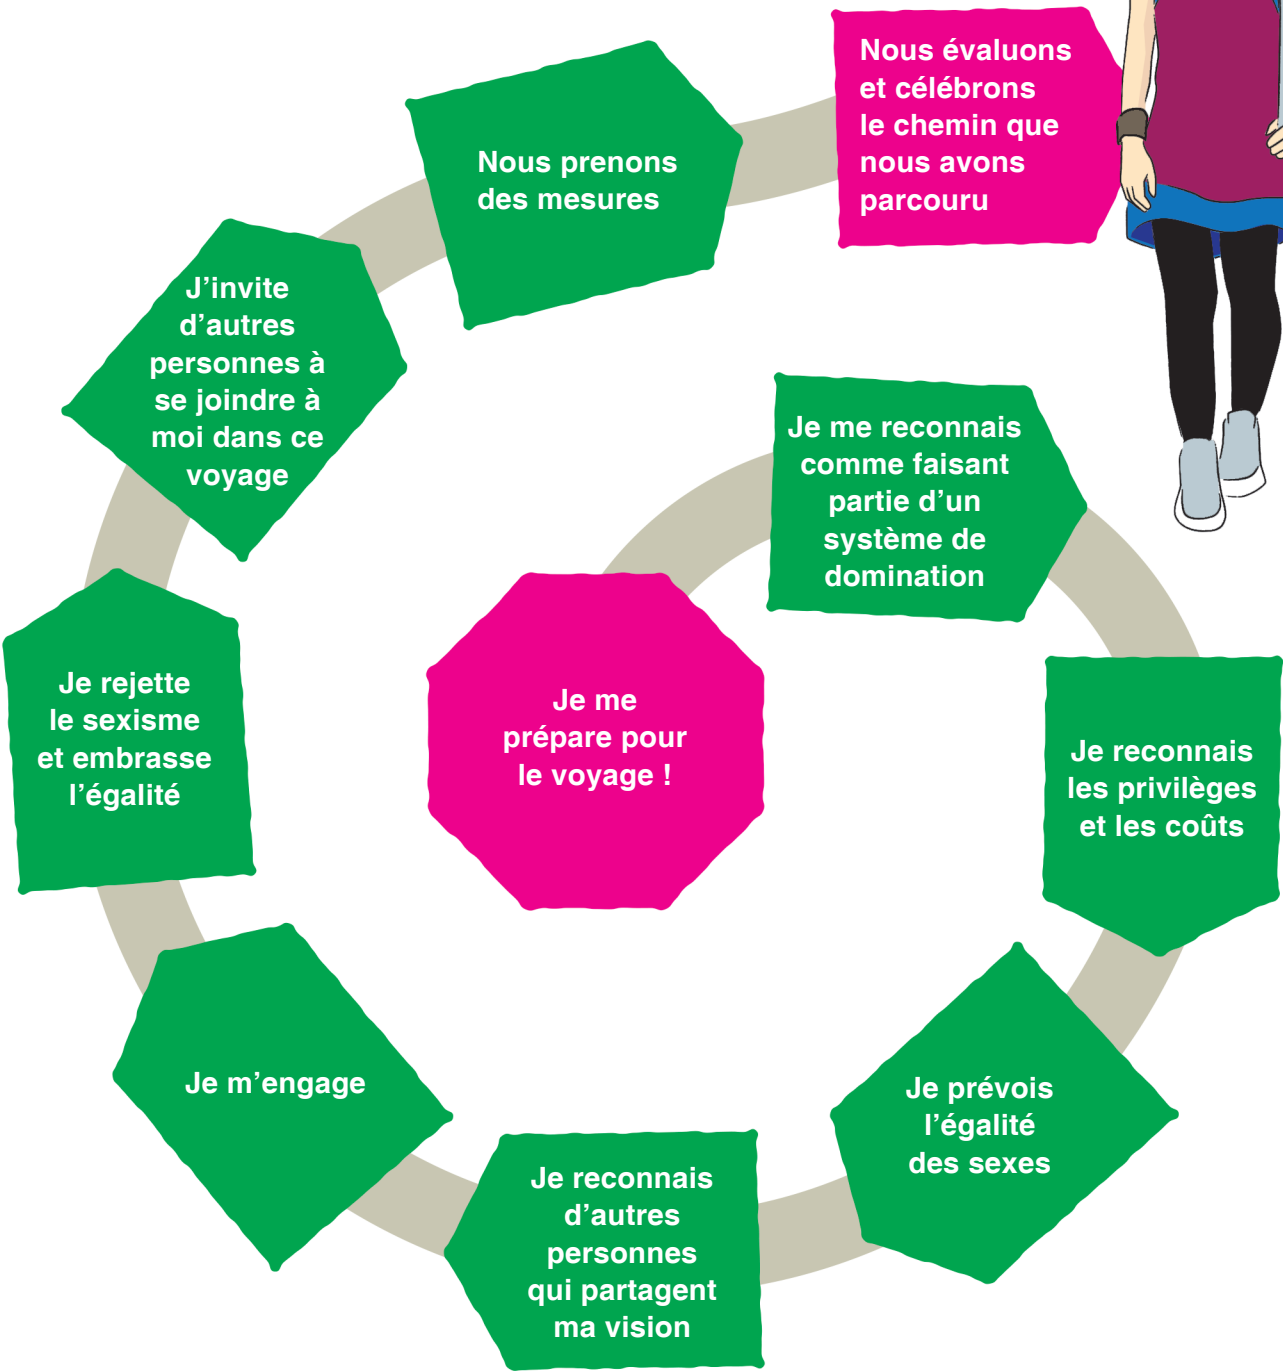 Nous évaluons
et célébrons
le chemin que
nous avons
parcouru
Nous prenons
des mesures
J’invite
d’autres
personnes à
se joindre à
moi dans ce
voyage
Je me reconnais
comme faisant
partie d’un
système de
domination
Je rejette
le sexisme
et embrasse
l’égalité
Je me
prépare pour
le voyage !
Je reconnais
les privilèges
et les coûts
Je m’engage
Je prévois
l’égalité
des sexes
Je reconnais
d’autres
personnes
qui partagent
ma vision